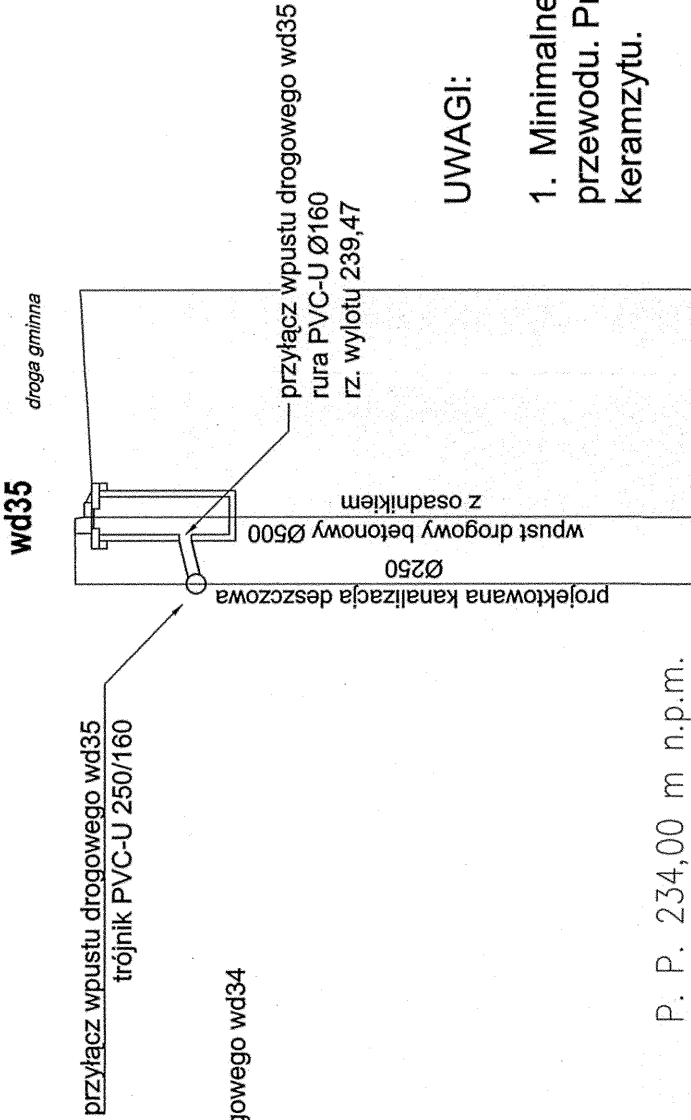 wd35
droga gminna
przyłącz wpustu drogowego wd35
trójnik PVC-U 250/160
przyłącz wpustu drogowego wd35
rura PVC-U Ø160
rz. wylotu 239,47
projektowana kanalizacja deszczowa
Ø250
wpust drogowy betonowy Ø500
z osadnikiem
gowego wd34
P. P. 234,00 m n.p.m.
UWAGI:
1. Minimalne
przewodu. Pr
keramzytu.